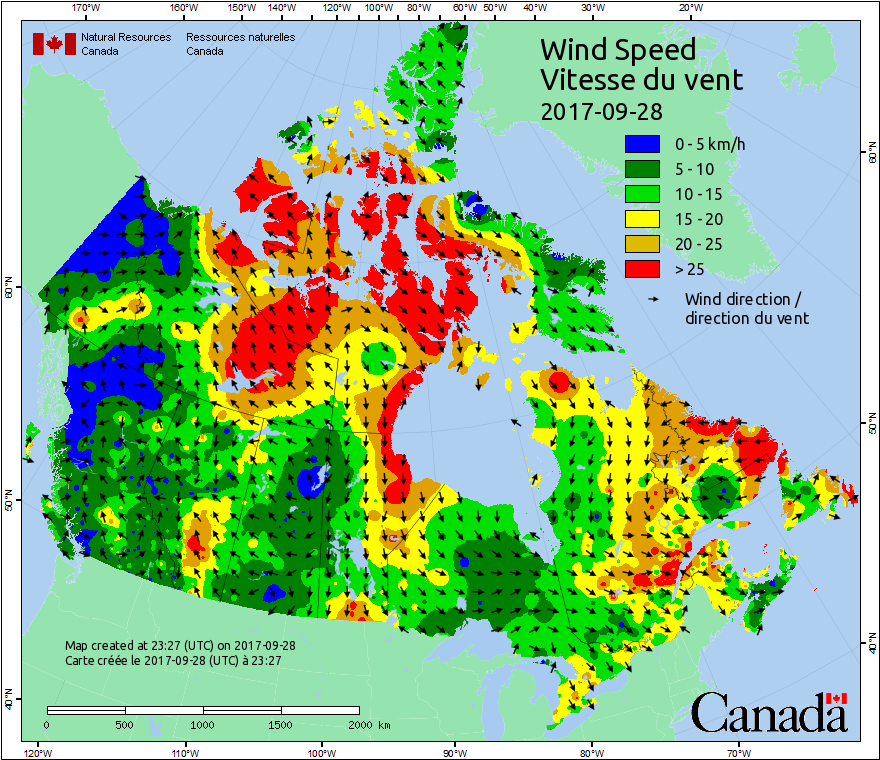 170°W 160°W 150°W 140°W 130°W 120°W 110°W 100°W 90°W 80°W 70°W 60°W 50°W 40°W 30°W 20°W
Natural Resources Ressources naturelles
Canada Canada
Wind Speed
Vitesse du vent
2017-09-28
0 - 5 km/h
5 - 10
10 - 15
15 - 20
20 - 25
> 25
Wind direction /
direction du vent
60°N 60°N
50°N 50°N
40°N 40°N
Map created at 23:27 (UTC) on 2017-09-28
Carte créée le 2017-09-28 (UTC) à 23:27
0 500 1000 1500 2000 km
Canada
120°W 110°W 100°W 90°W 80°W 70°W